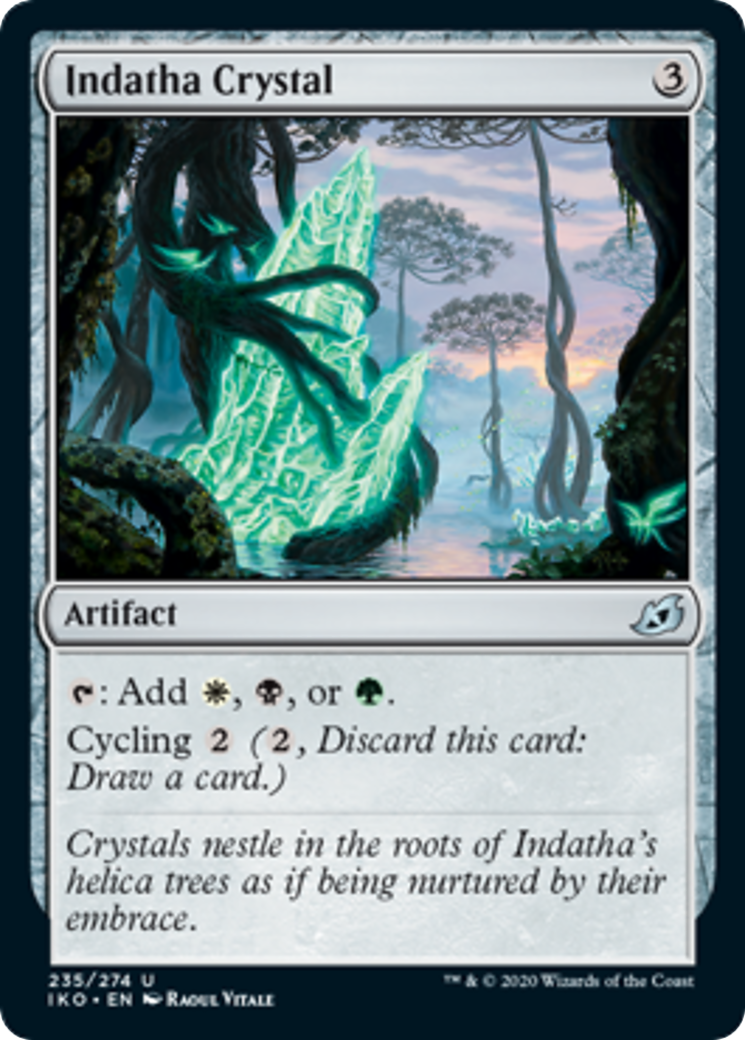 Indatha Crystal 3
Artifact
: Add , , or .
Cycling 2 (2, Discard this card:
Draw a card.)
Crystals nestle in the roots of Indatha's
helica trees as if being nurtured by their
embrace.
235/274 U
IKO • EN Raoul Vitale
™ & © 2020 Wizards of the Coast